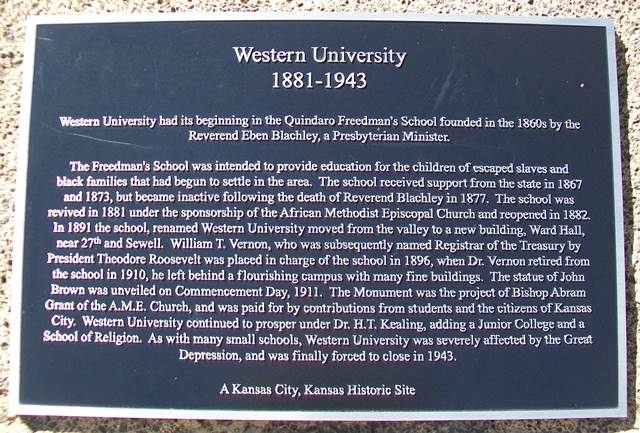 Western University
1881-1943
Western University had its beginning in the Quindaro Freedman's School founded in the 1860s by the
Reverend Eben Blachley, a Presbyterian Minister.
The Freedman's School was intended to provide education for the children of escaped slaves and
black families that had begun to settle in the area. The school received support from the state in 1867
and 1873, but became inactive following the death of Reverend Blachley in 1877. The school was
revived in 1881 under the sponsorship of the African Methodist Episcopal Church and reopened in 1882.
In 1891 the school, renamed Western University moved from the valley to a new building, Ward Hall,
near 27th and Sewell. William T. Vernon, who was subsequently named Registrar of the Treasury by
President Theodore Roosevelt was placed in charge of the school in 1896, when Dr. Vernon retired from
the school in 1910, he left behind a flourishing campus with many fine buildings. The statue of John
Brown was unveiled on Commencement Day, 1911. The Monument was the project of Bishop Abram
Grant of the A.M.E. Church, and was paid for by contributions from students and the citizens of Kansas
City. Western University continued to prosper under Dr. H.T. Kealing, adding a Junior College and a
School of Religion. As with many small schools, Western University was severely affected by the Great
Depression, and was finally forced to close in 1943.
A Kansas City, Kansas Historic Site